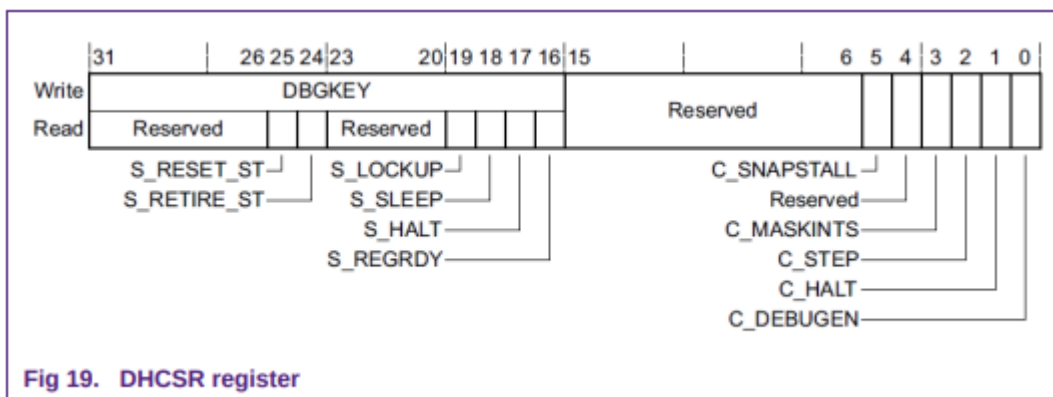 31 26 25 24 23 20 19 18 17 16 15 6 5 4 3 2 1 0
Write DBGKEY
Reserved
Read Reserved Reserved
S_RESET_ST S_LOCKUP C_SNAPSTALL
S_RETIRE_ST S_SLEEP Reserved
S_HALT C_MASKINTS
S_REGRDY C_STEP
C_HALT
C_DEBUGEN
Fig 19. DHCSR register